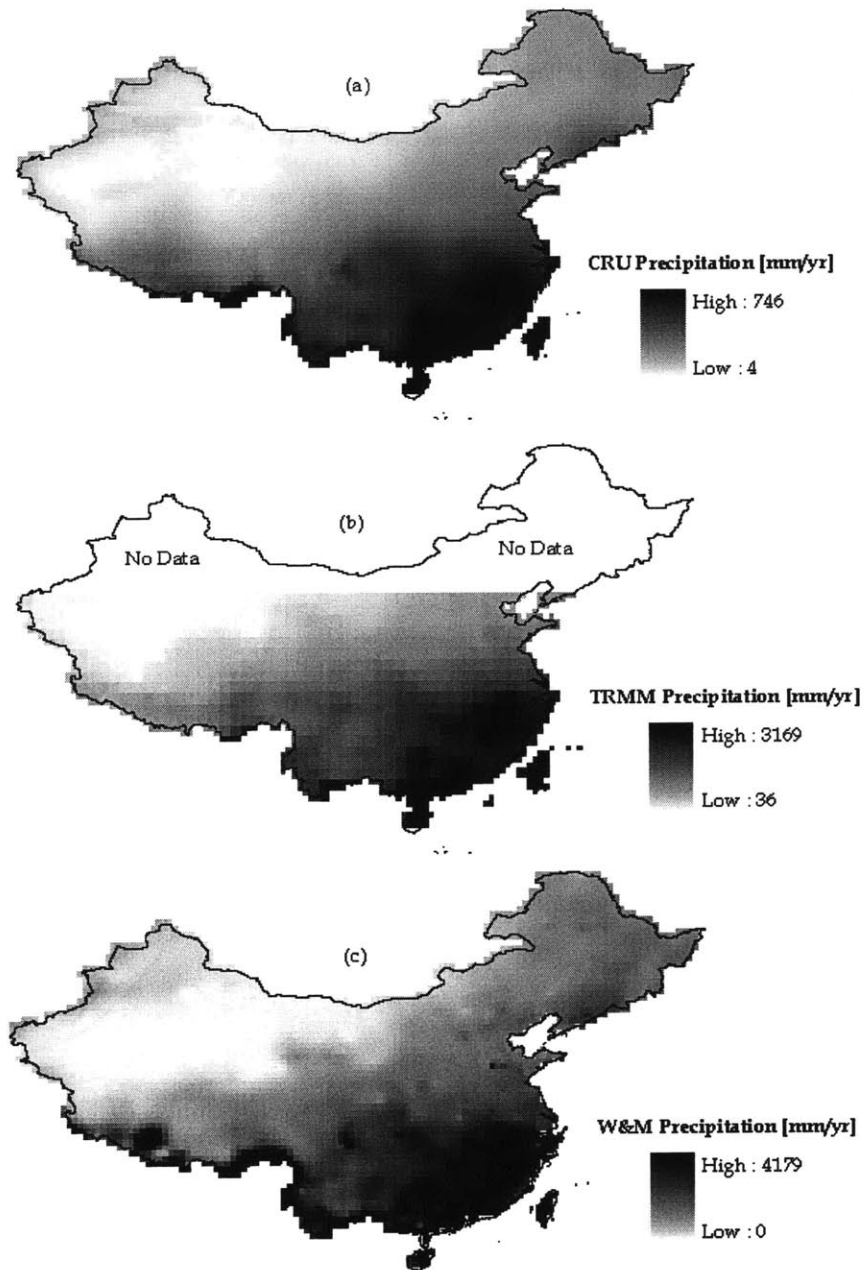 (a)
CRU Precipitation [mm/yr]
High : 746
Low : 4
(b)
No Data
No Data
TRMM Precipitation [mm/yr]
High : 3169
Low : 36
(c)
W&M Precipitation [mm/yr]
High : 4179
Low : 0